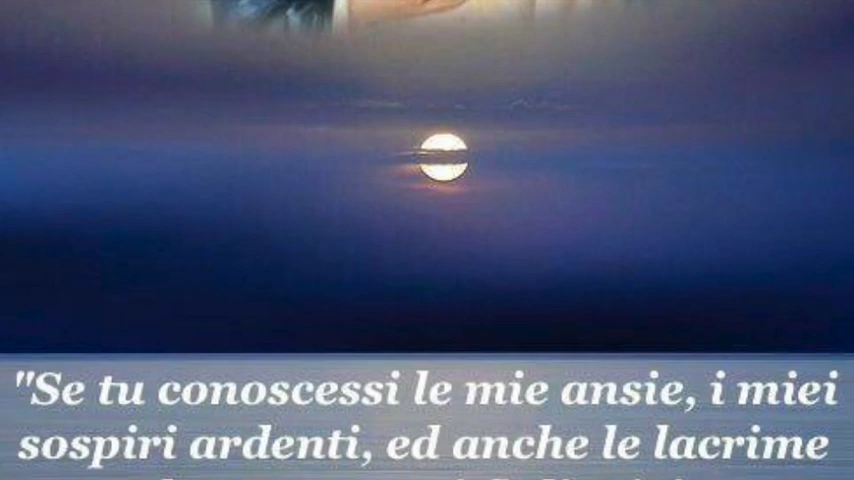 "Se tu conoscessi le mie ansie, i miei
sospiri ardenti, ed anche le lacrime